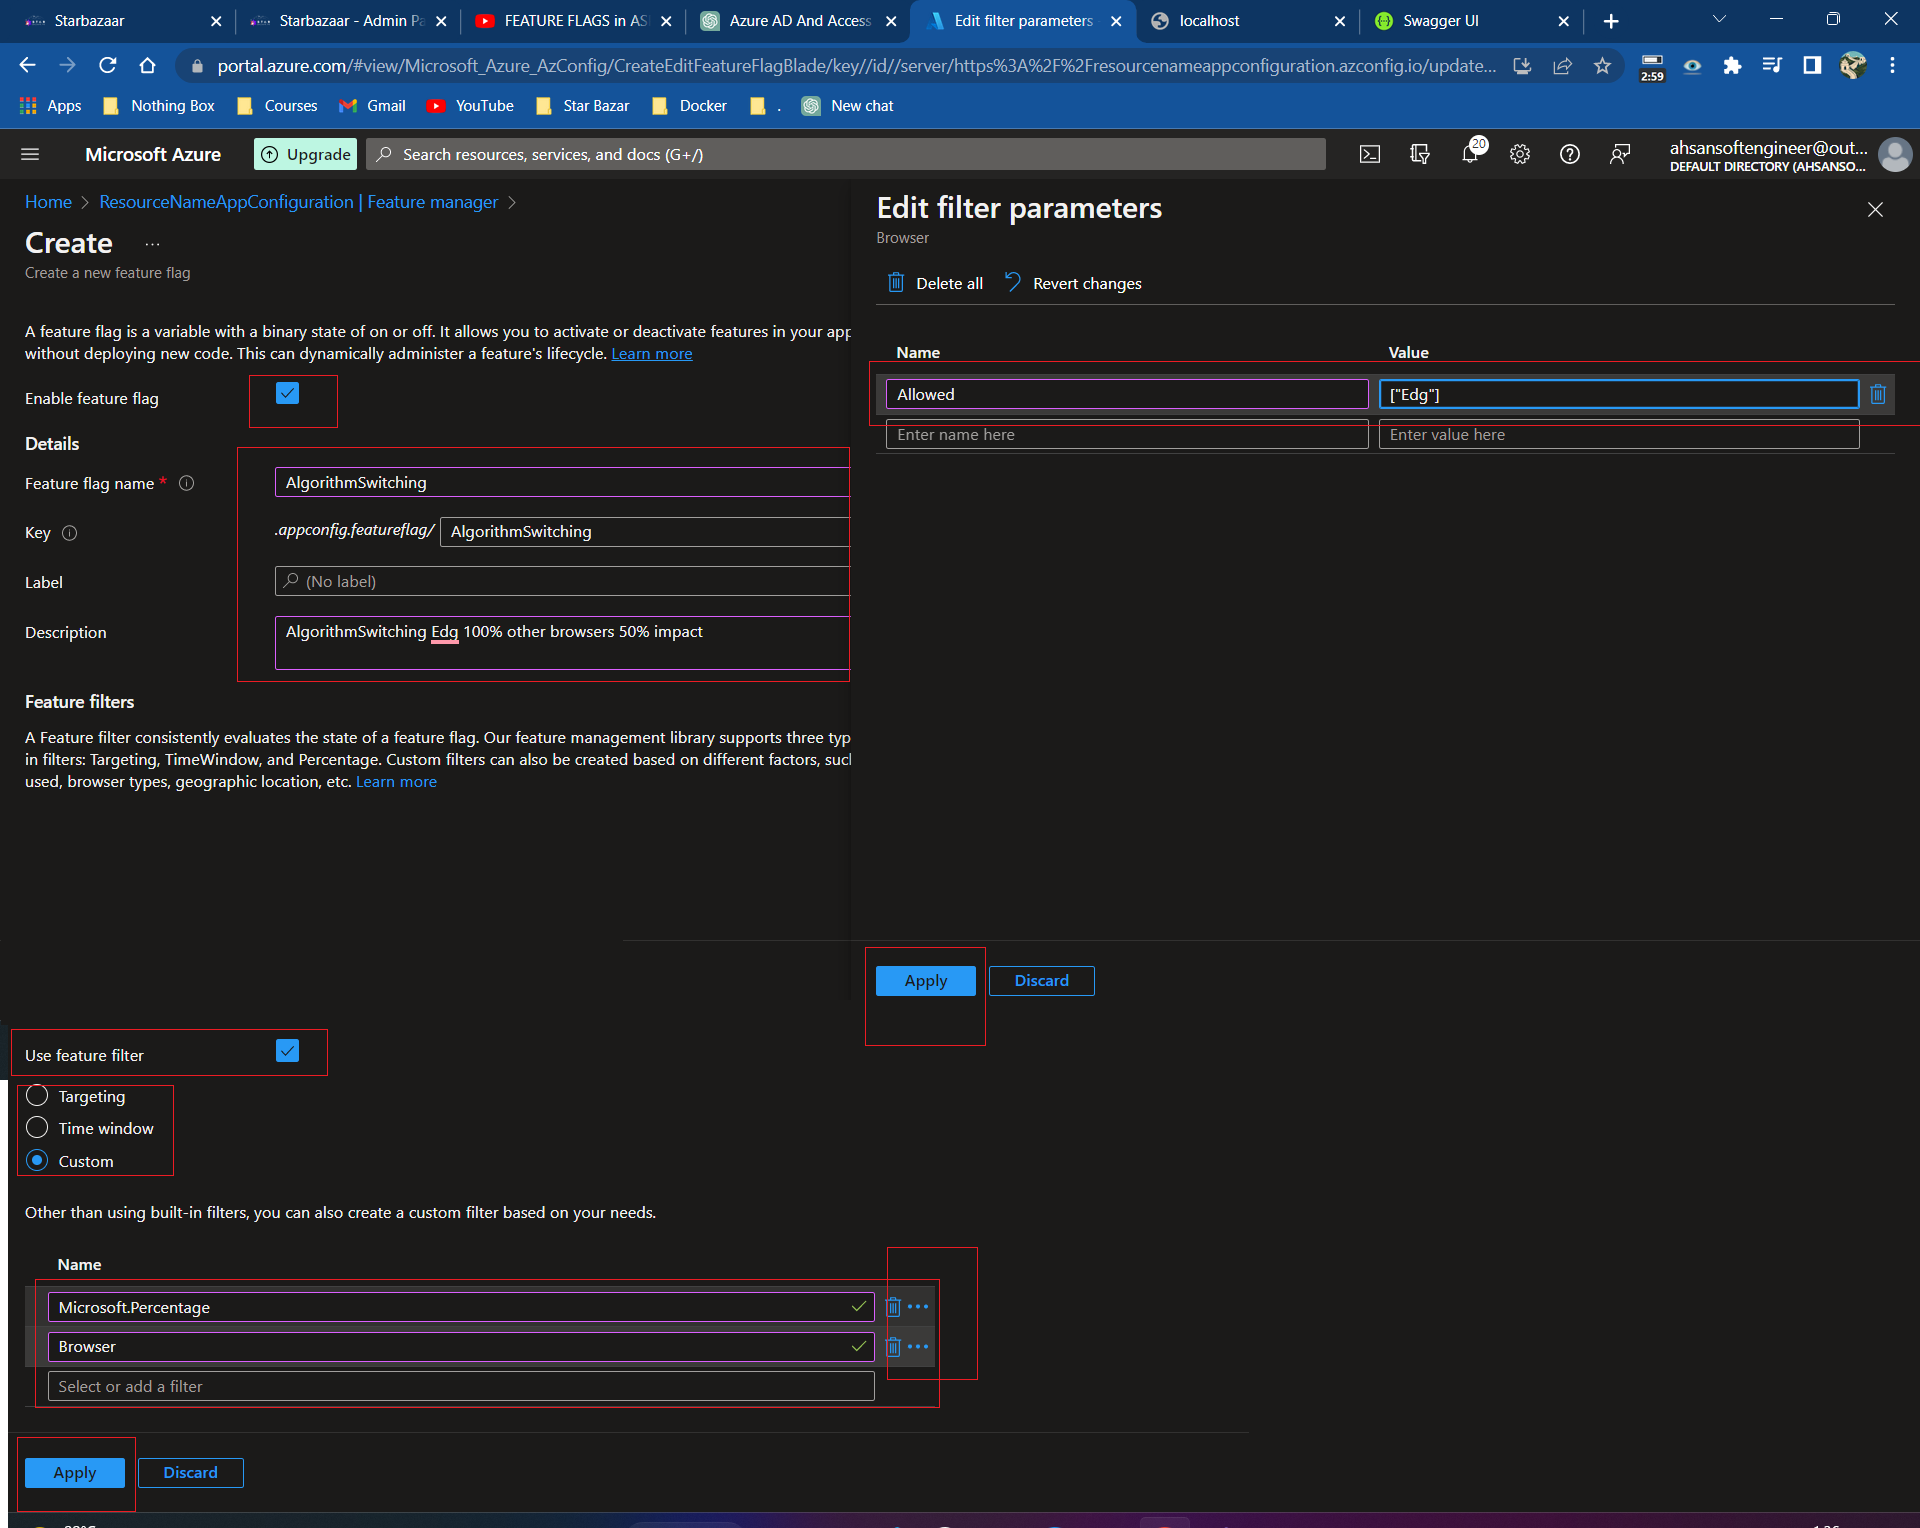 Starbazaar
Starbazaar - Admin Pa
FEATURE FLAGS in AS
Azure AD And Access
Edit filter parameters
localhost
Swagger UI
portal.azure.com/#view/Microsoft_Azure_AzConfig/CreateEditFeatureFlagBlade/key//id//server/https%3A%2F%2Fresourcenameappconfiguration.azconfig.io/update...
2:59
Apps
Nothing Box
Courses
Gmail
YouTube
Star Bazar
Docker
.
New chat
Microsoft Azure
Upgrade
Search resources, services, and docs (G+/)
20
ahsansoftengineer@out...
DEFAULT DIRECTORY (AHSANSO...
Home > ResourceNameAppConfiguration | Feature manager >
Create ...
Create a new feature flag
A feature flag is a variable with a binary state of on or off. It allows you to activate or deactivate features in your app
without deploying new code. This can dynamically administer a feature's lifecycle. Learn more
Enable feature flag
Details
Feature flag name *
AlgorithmSwitching
Key
.appconfig.featureflag/
AlgorithmSwitching
Label
(No label)
Description
AlgorithmSwitching Edg 100% other browsers 50% impact
Feature filters
A Feature filter consistently evaluates the state of a feature flag. Our feature management library supports three typ
in filters: Targeting, TimeWindow, and Percentage. Custom filters can also be created based on different factors, suc
used, browser types, geographic location, etc. Learn more
Edit filter parameters
Browser
Delete all
Revert changes
Name
Value
Allowed
["Edg"]
Enter name here
Enter value here
Apply
Discard
Use feature filter
Targeting
Time window
Custom
Other than using built-in filters, you can also create a custom filter based on your needs.
Name
Microsoft.Percentage
Browser
Select or add a filter
Apply
Discard